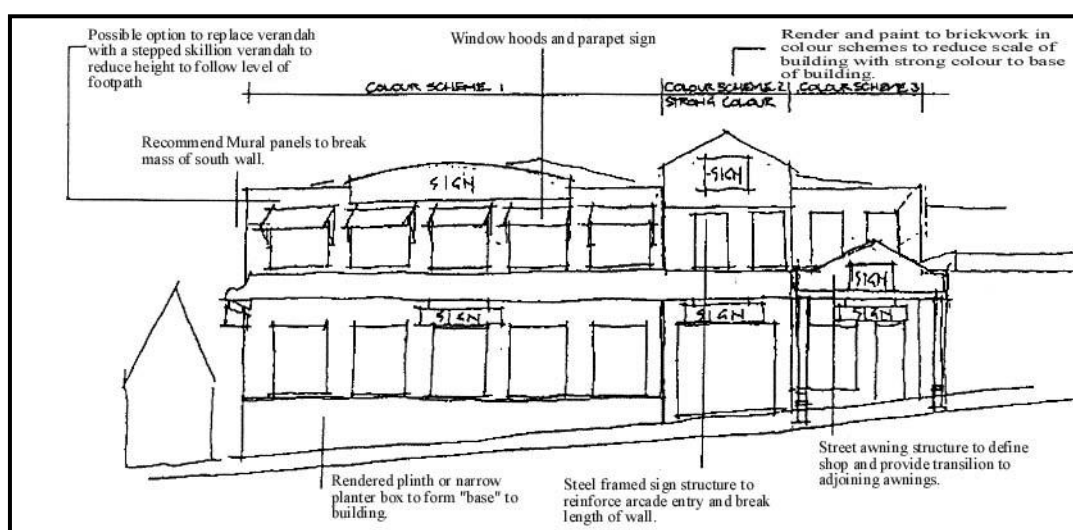 Possible option to replace verandah
with a stepped skillion verandah to
reduce height to follow level of
footpath
Window hoods and parapet sign
Render and paint to brickwork in
colour schemes to reduce scale of
building with strong colour to base
of building.
COLOUR SCHEME 1
COLOUR SCHEME 2
STRONG COLOUR
COLOUR SCHEME 3
Recommend Mural panels to break
mass of south wall.
SIGN
SIGN
SIGN
SIGN
SIGN
SIGN
Rendered plinth or narrow
planter box to form "base" to
building.
Steel framed sign structure to
reinforce arcade entry and break
length of wall.
Street awning structure to define
shop and provide transilion to
adjoining awnings.